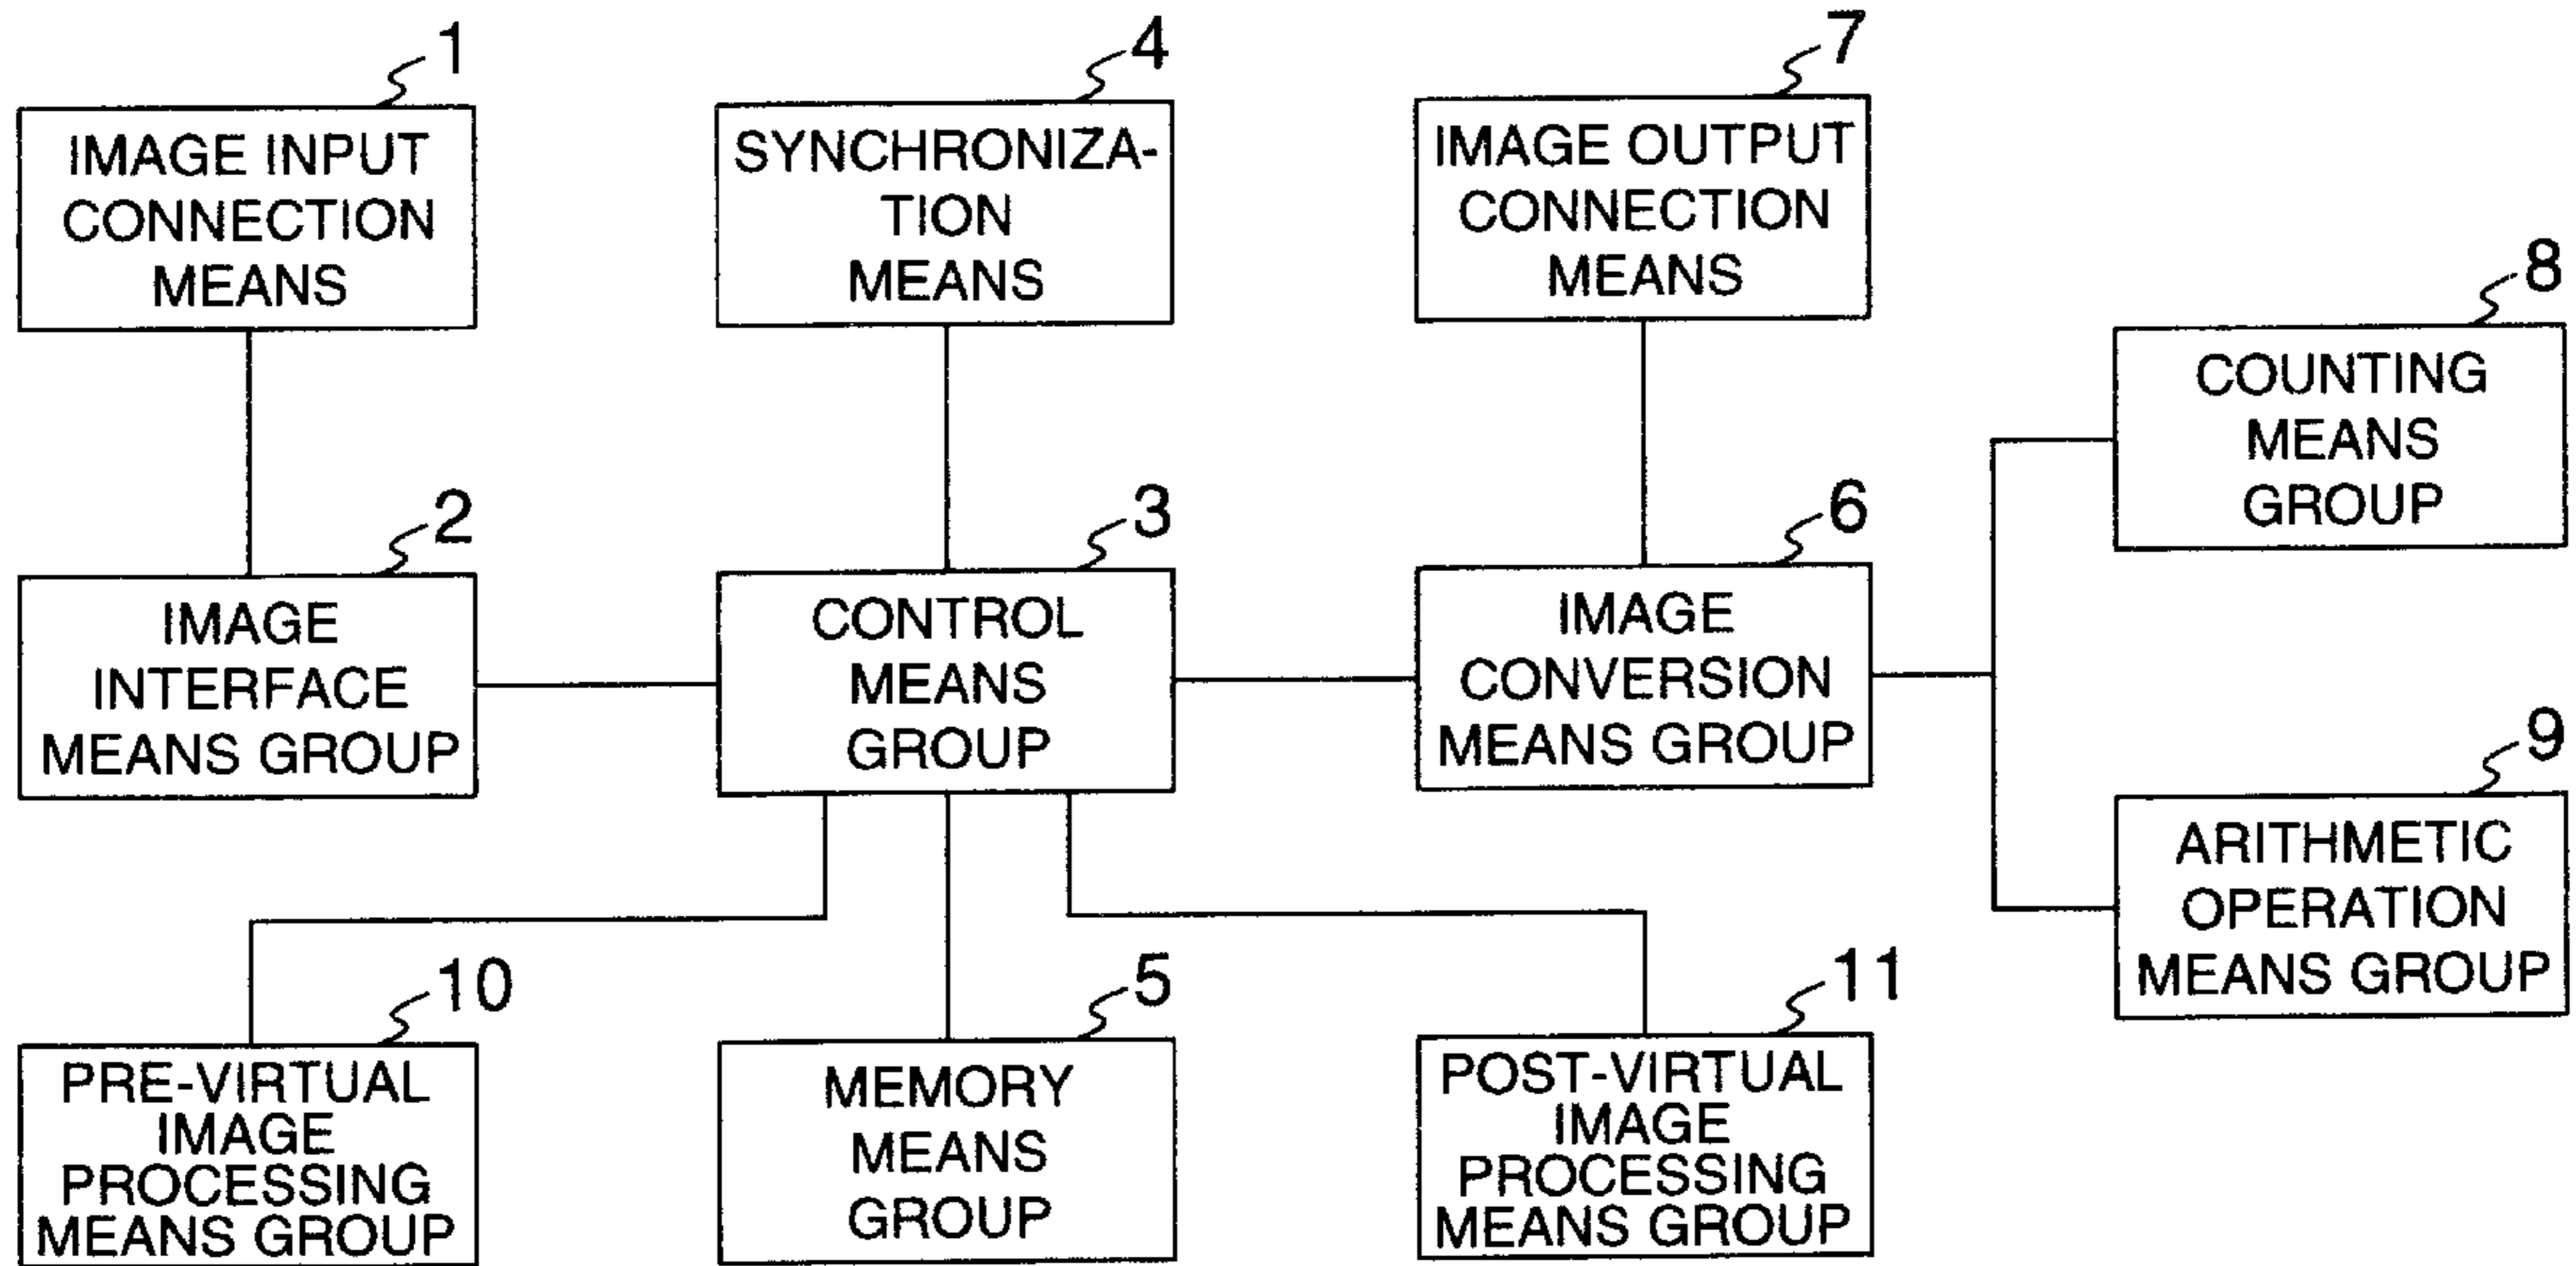 1
IMAGE INPUT
CONNECTION
MEANS
4
SYNCHRONIZA-
TION
MEANS
7
IMAGE OUTPUT
CONNECTION
MEANS
8
COUNTING
MEANS
GROUP
2
IMAGE
INTERFACE
MEANS GROUP
3
CONTROL
MEANS
GROUP
6
IMAGE
CONVERSION
MEANS GROUP
9
ARITHMETIC
OPERATION
MEANS GROUP
10
PRE-VIRTUAL
IMAGE
PROCESSING
MEANS GROUP
5
MEMORY
MEANS
GROUP
11
POST-VIRTUAL
IMAGE
PROCESSING
MEANS GROUP